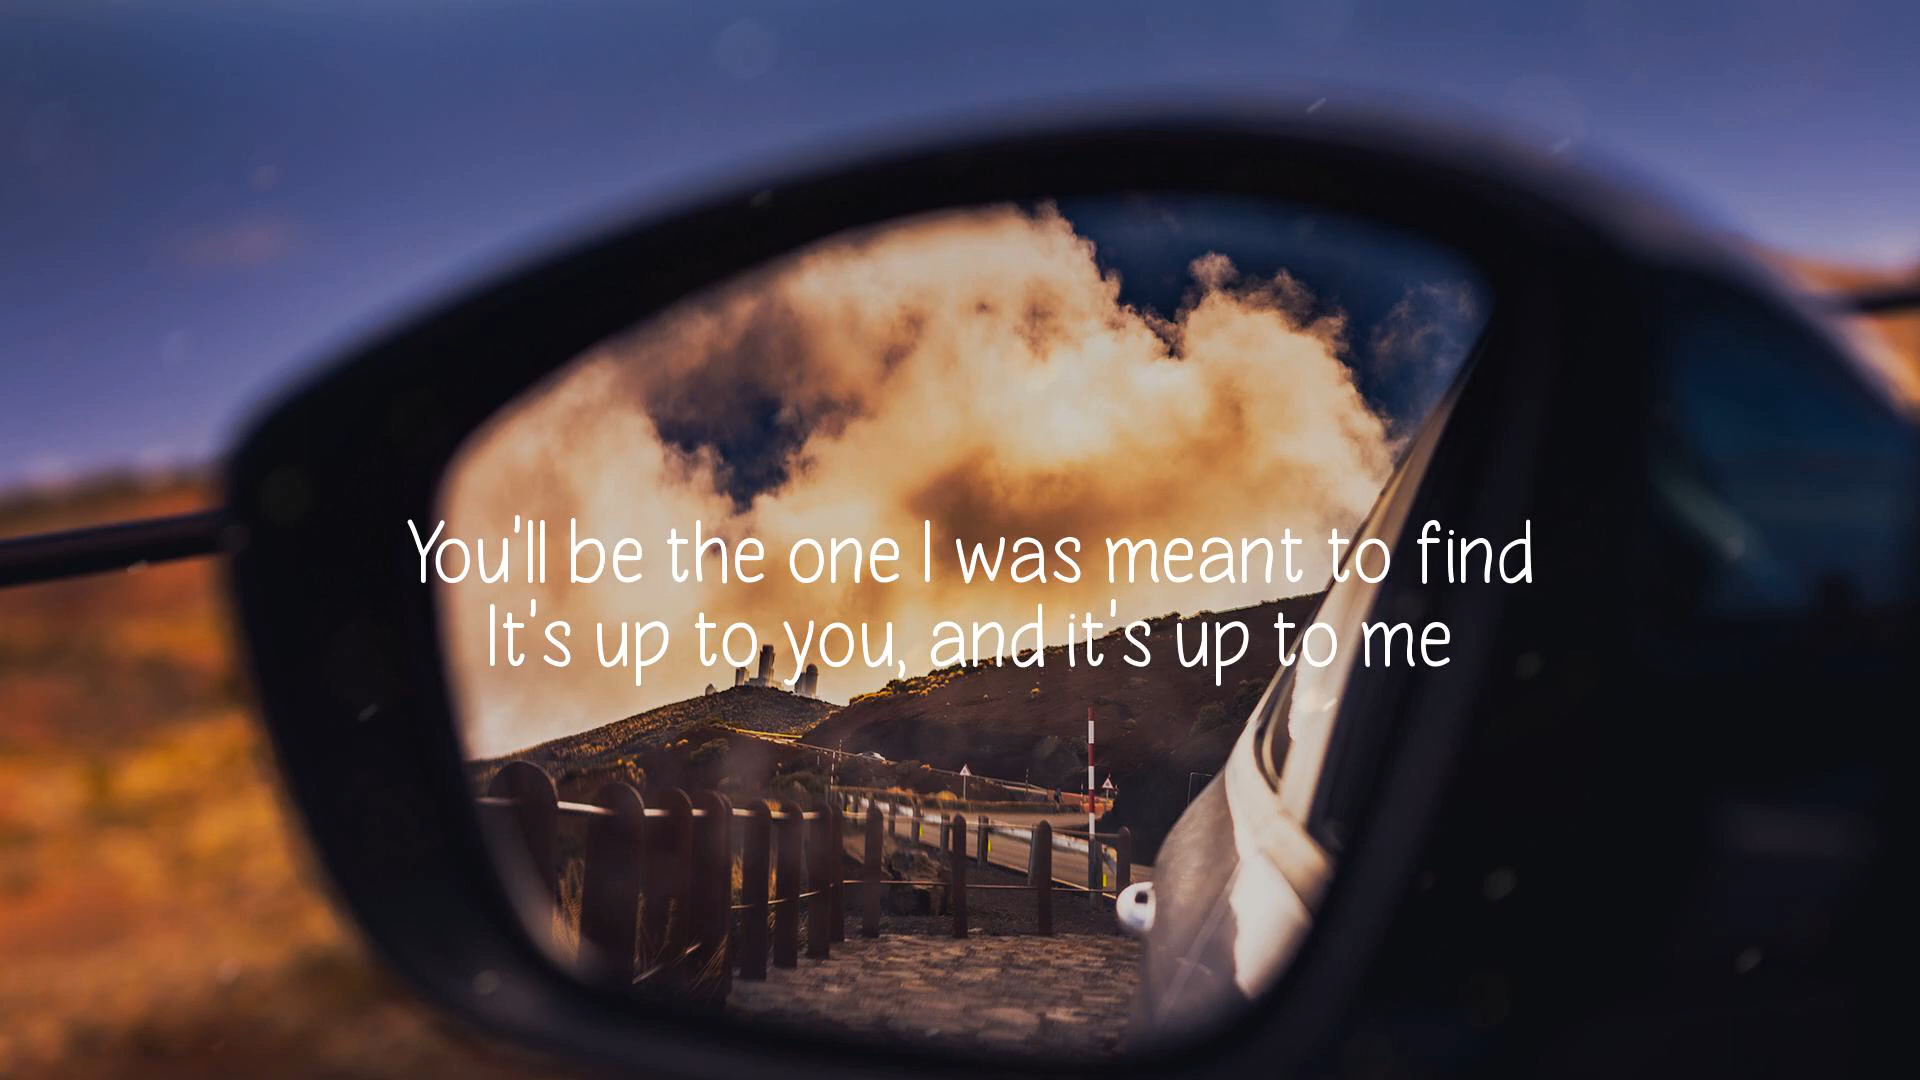 You'll be the one I was meant to find
It's up to you, and it's up to me